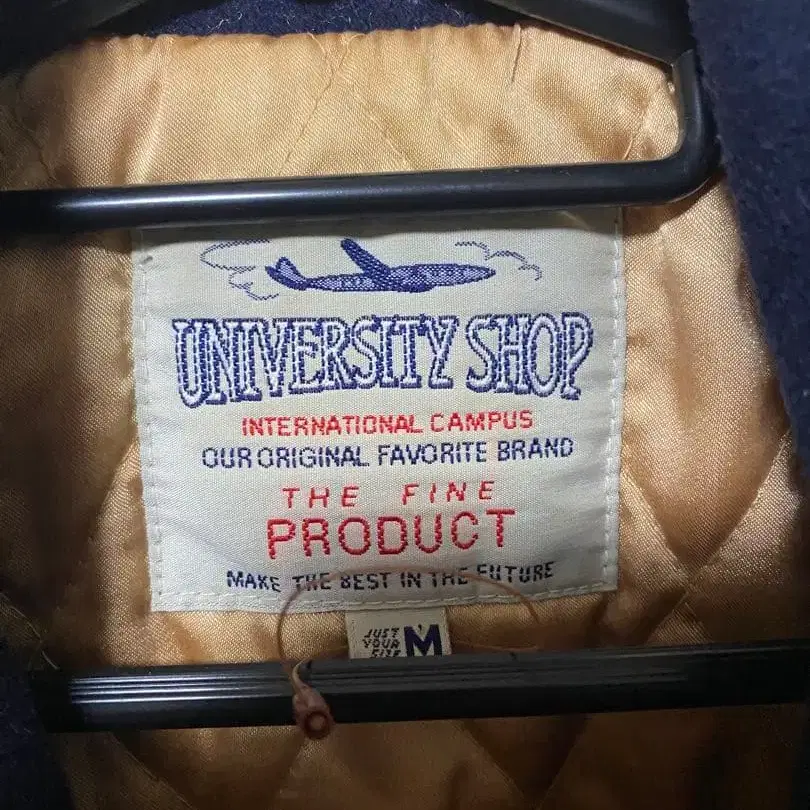 UNIVERSITY SHOP
INTERNATIONAL CAMPUS
OUR ORIGINAL FAVORITE BRAND
THE FINE
PRODUCT
MAKE THE BEST IN THE FUTURE
JUST
YOUR
SIZE
M